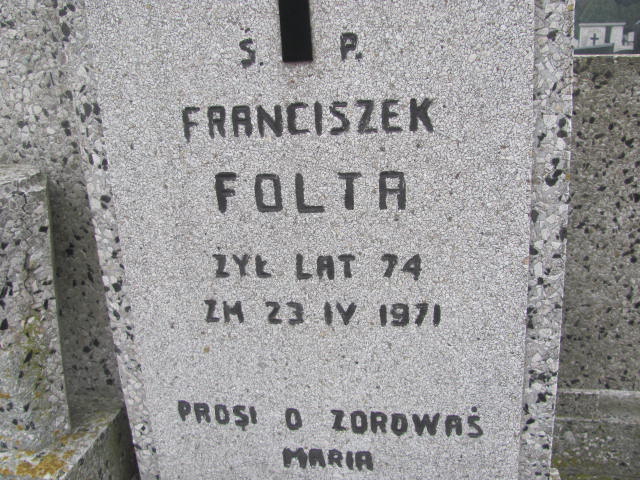 Ś. P.
FRANCISZEK
FOLTA
ŻYŁ LAT 74
ZM 23 IV 1971
PROSI O ZDROWAŚ
MARIA